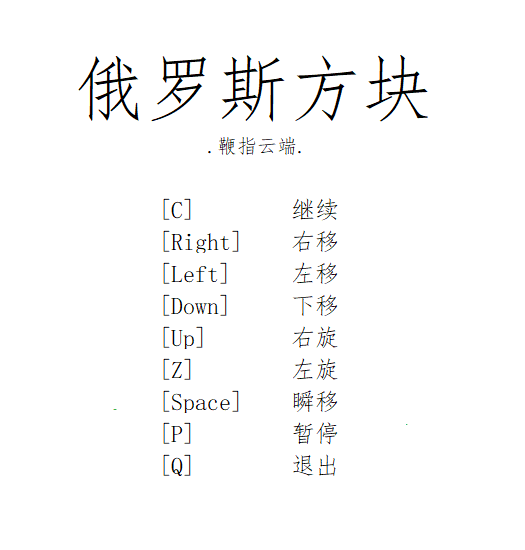 俄罗斯方块
.鞭指云端.
[C] 继续
[Right] 右移
[Left] 左移
[Down] 下移
[Up] 右旋
[Z] 左旋
[Space] 瞬移
[P] 暂停
[Q] 退出